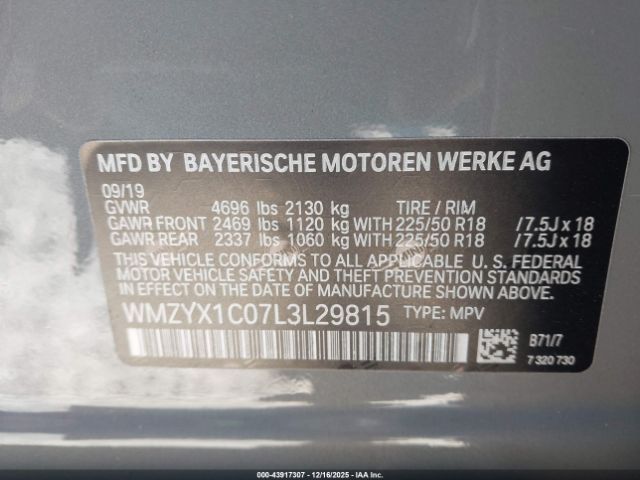 MFD BY BAYERISCHE MOTOREN WERKE AG
09/19
GVWR 4696 lbs 2130 kg TIRE / RIM
GAWR FRONT 2469 lbs 1120 kg WITH 225/50 R18 /7.5J x 18
GAWR REAR 2337 lbs 1060 kg WITH 225/50 R18 /7.5J x 18
THIS VEHICLE CONFORMS TO ALL APPLICABLE U. S. FEDERAL
MOTOR VEHICLE SAFETY BUMPER AND THEFT PREVENTION STANDARDS
IN EFFECT ON THE DATE OF MANUFACTURE SHOWN ABOVE.
WMZYX1C07L3L29815 TYPE: MPV
B71/7
7 320 730
000-43917307 - 12/16/2025 - IAAI.COM